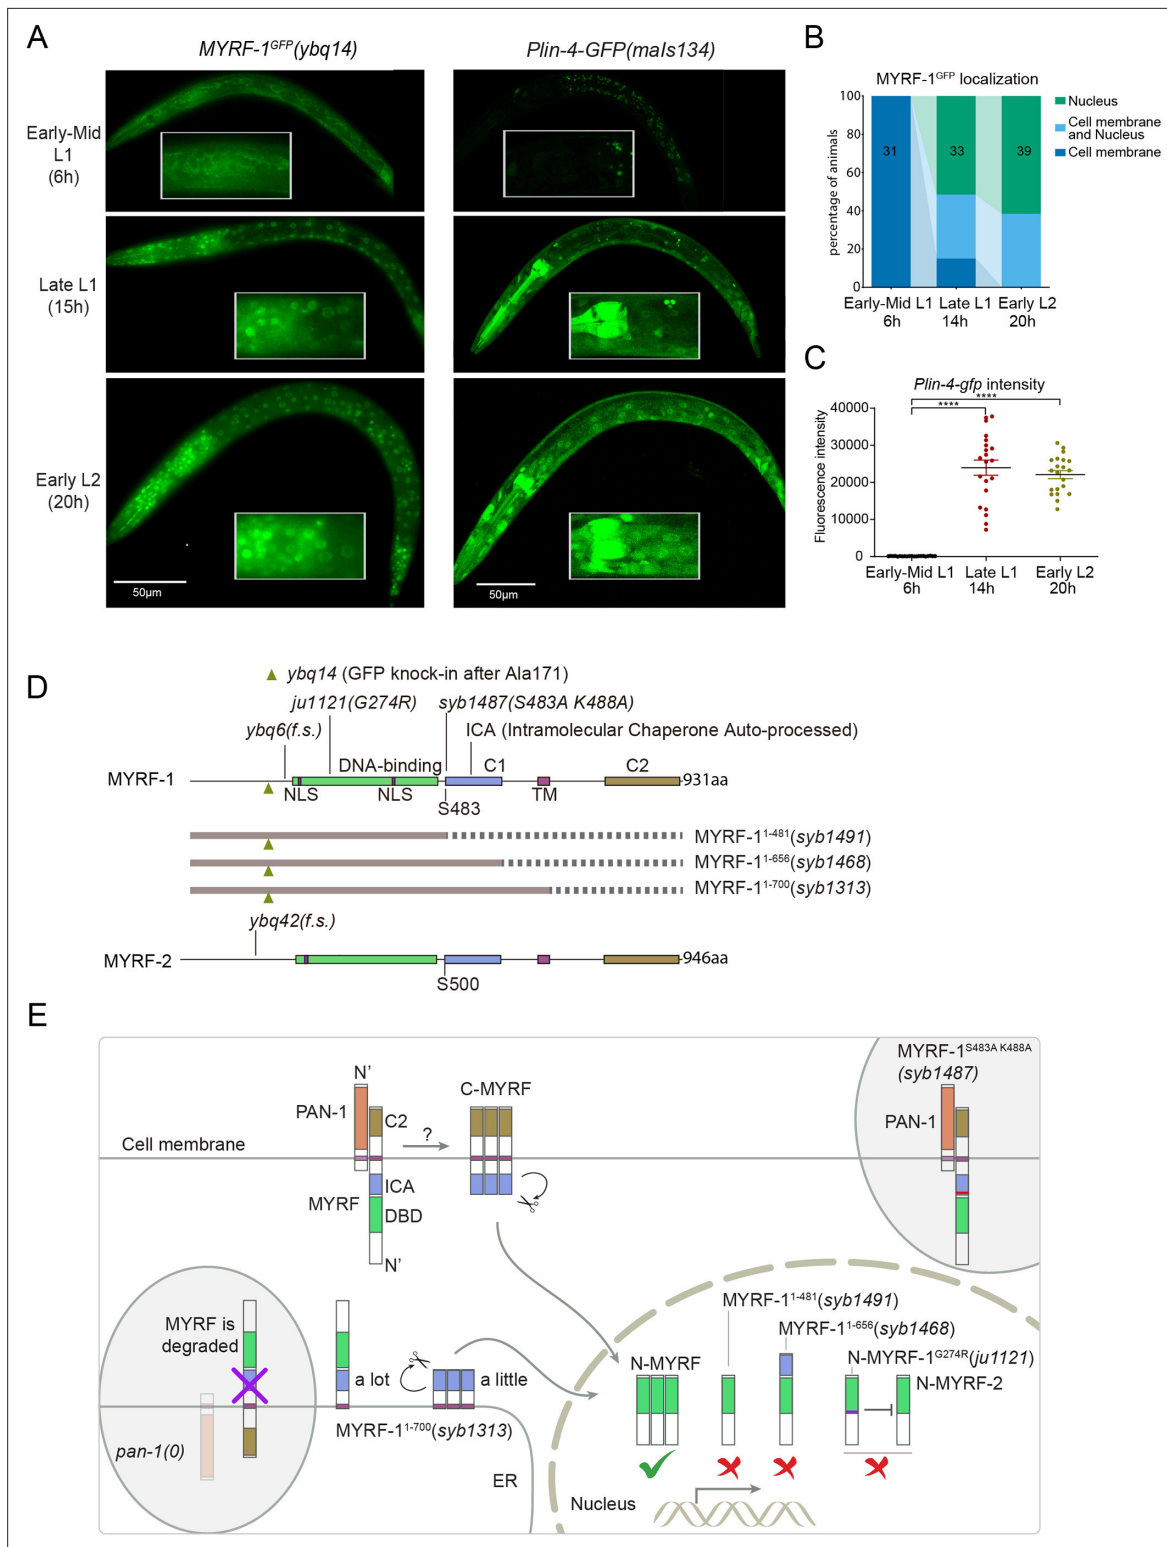 A
MYRF-1GFP(ybq14)
Plin-4-GFP(maIs134)
Early-Mid
L1
(6h)
Late L1
(15h)
Early L2
(20h)
50μm
50μm
B
MYRF-1GFP localization
percentage of animals
100
80
60
40
20
0
31
33
39
Nucleus
Cell membrane
and Nucleus
Cell membrane
Early-Mid L1
6h
Late L1
14h
Early L2
20h
C
Plin-4-gfp intensity
****
****
Fluorescence intensity
40000
30000
20000
10000
0
Early-Mid L1
6h
Late L1
14h
Early L2
20h
D
ybq14 (GFP knock-in after Ala171)
ju1121(G274R)
syb1487(S483A K488A)
ybq6(f.s.)
ICA (Intramolecular Chaperone Auto-processed)
DNA-binding
C1
C2
MYRF-1
931aa
NLS
NLS
S483
TM
MYRF-11-481(syb1491)
MYRF-11-656(syb1468)
MYRF-11-700(syb1313)
ybq42(f.s.)
MYRF-2
946aa
S500
E
N'
PAN-1
C2
Cell membrane
?
C-MYRF
ICA
MYRF
DBD
N'
MYRF-1S483A K488A
(syb1487)
PAN-1
MYRF is
degraded
pan-1(0)
a lot
a little
MYRF-11-700(syb1313)
ER
MYRF-11-481(syb1491)
MYRF-11-656(syb1468)
N-MYRF
N-MYRF-1G274R(ju1121)
N-MYRF-2
Nucleus